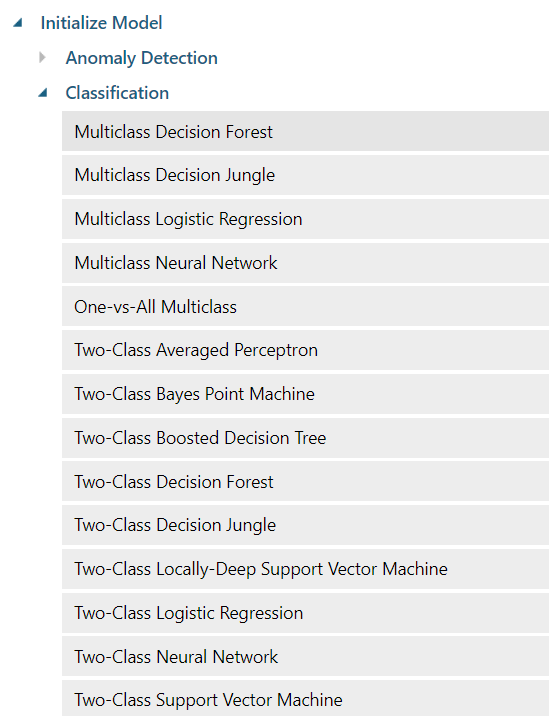 Initialize Model
Anomaly Detection
Classification
Multiclass Decision Forest
Multiclass Decision Jungle
Multiclass Logistic Regression
Multiclass Neural Network
One-vs-All Multiclass
Two-Class Averaged Perceptron
Two-Class Bayes Point Machine
Two-Class Boosted Decision Tree
Two-Class Decision Forest
Two-Class Decision Jungle
Two-Class Locally-Deep Support Vector Machine
Two-Class Logistic Regression
Two-Class Neural Network
Two-Class Support Vector Machine